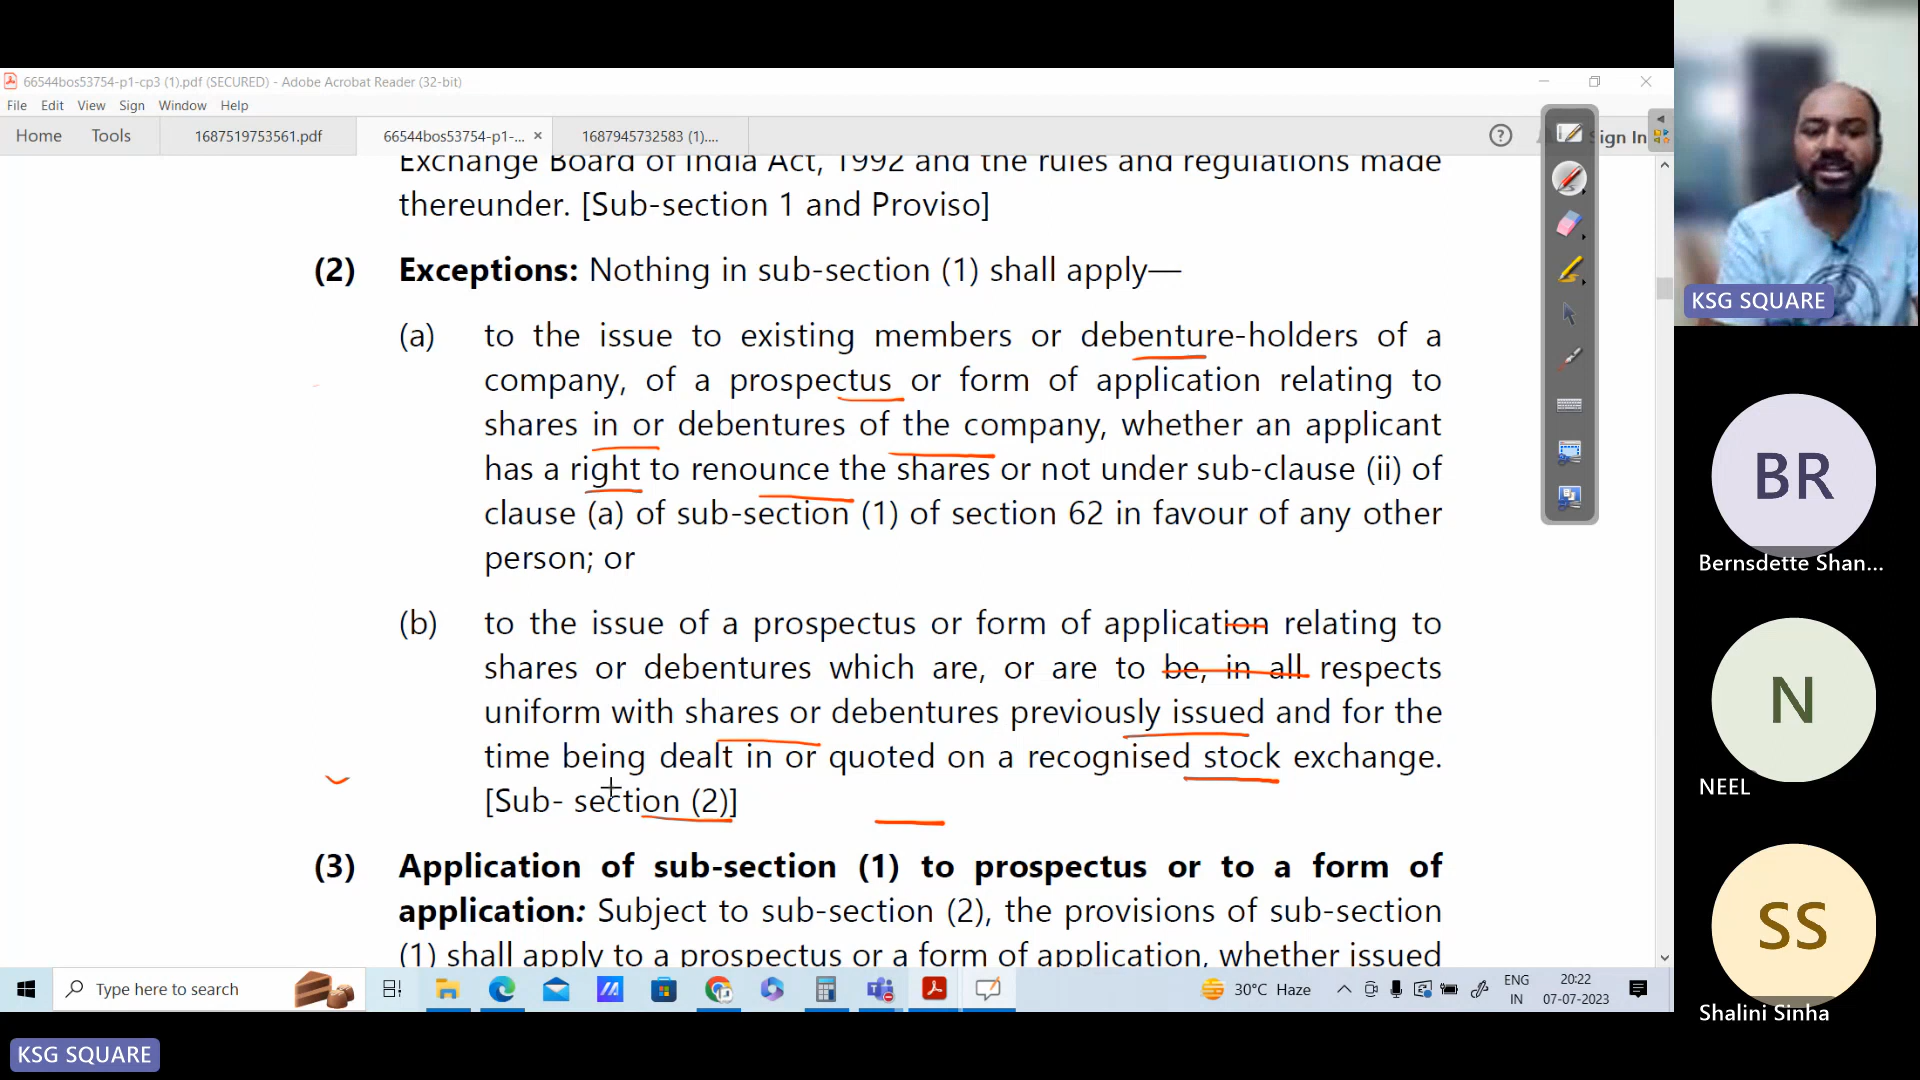 66544bos53754-p1-cp3 (1).pdf (SECURED) - Adobe Acrobat Reader (32-bit)
File Edit View Sign Window Help
Home Tools 1687519753561.pdf 66544bos53754-p1-... × 1687945732583 (1).... Sign In
Exchange Board of India Act, 1992 and the rules and regulations made
thereunder. [Sub-section 1 and Proviso]
(2) Exceptions: Nothing in sub-section (1) shall apply—
(a) to the issue to existing members or debenture-holders of a
company, of a prospectus or form of application relating to
shares in or debentures of the company, whether an applicant
has a right to renounce the shares or not under sub-clause (ii) of
clause (a) of sub-section (1) of section 62 in favour of any other
person; or
(b) to the issue of a prospectus or form of application relating to
shares or debentures which are, or are to be, in all respects
uniform with shares or debentures previously issued and for the
time being dealt in or quoted on a recognised stock exchange.
[Sub- section (2)]
(3) Application of sub-section (1) to prospectus or to a form of
application: Subject to sub-section (2), the provisions of sub-section
(1) shall apply to a prospectus or a form of application, whether issued
Type here to search
30°C Haze
ENG
IN
20:22
07-07-2023
KSG SQUARE
KSG SQUARE
BR
Bernsdette Shan...
N
NEEL
SS
Shalini Sinha